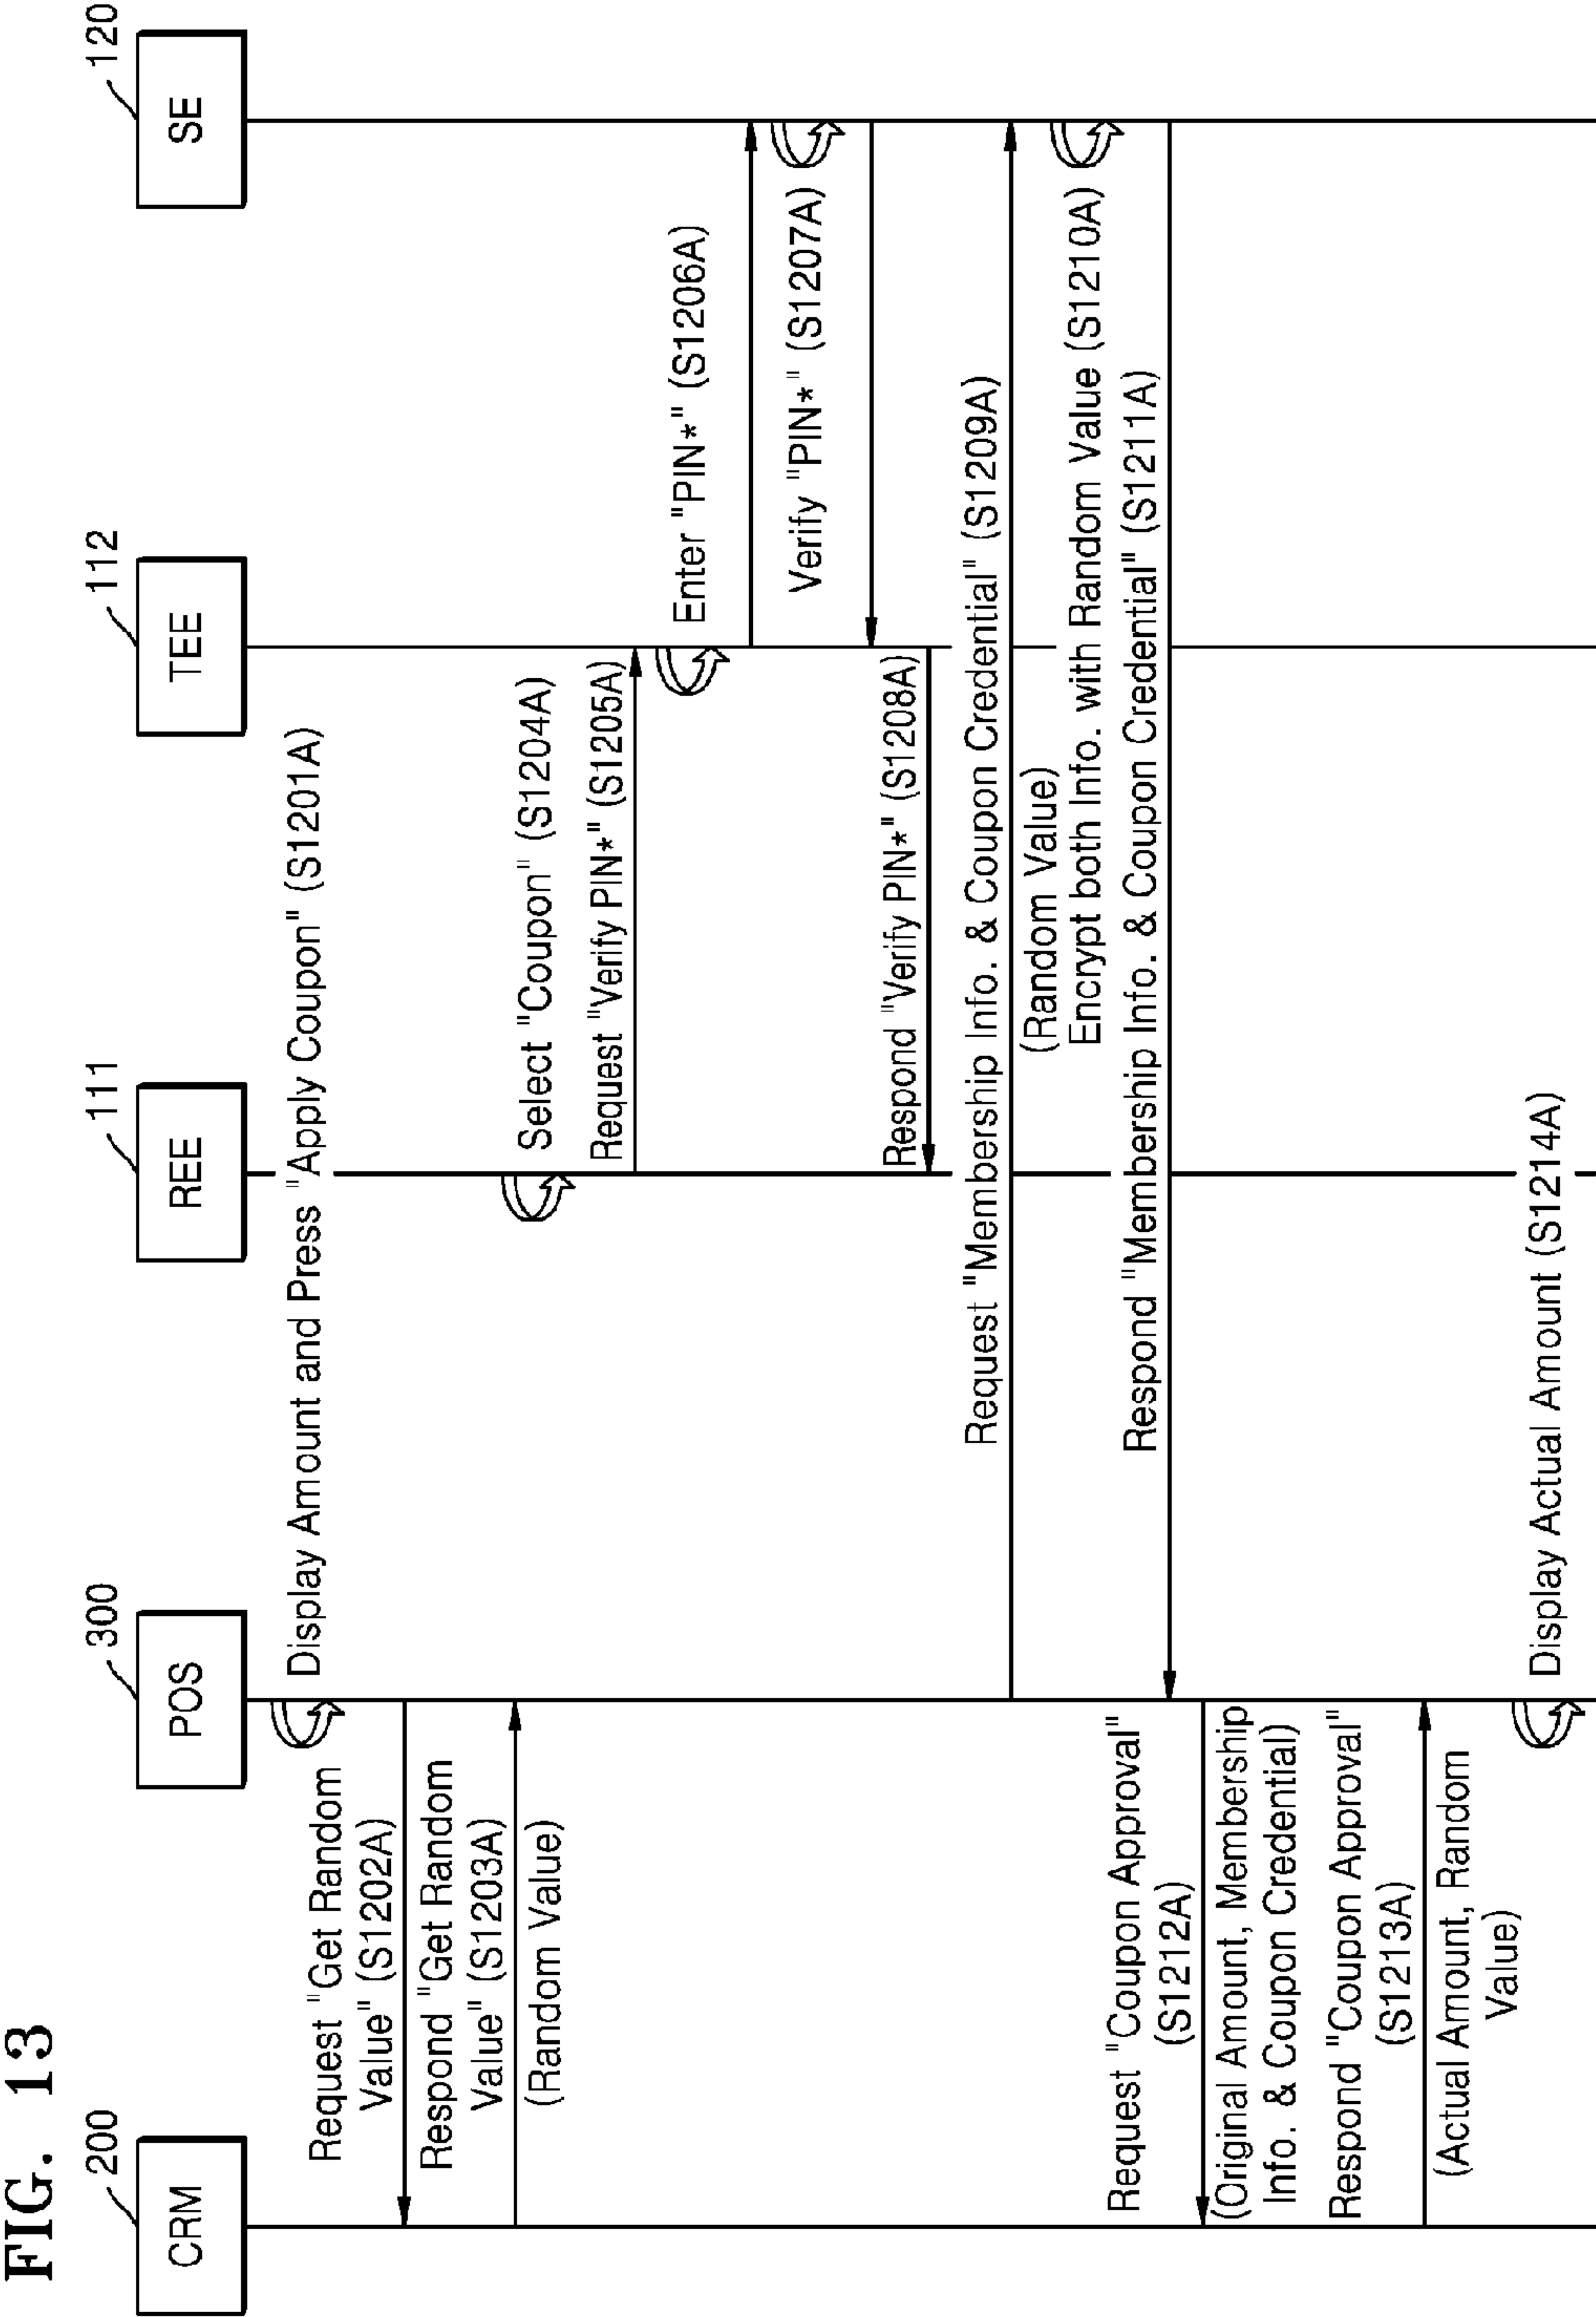 FIG. 13
200
CRM
300
POS
111
REE
112
TEE
120
SE
Display Amount and Press "Apply Coupon" (S1201A)
Request "Get Random
Value" (S1202A)
Respond "Get Random
Value" (S1203A)
(Random Value)
Select "Coupon" (S1204A)
Request "Verify PIN*" (S1205A)
Enter "PIN*" (S1206A)
Verify "PIN*" (S1207A)
Respond "Verify PIN*" (S1208A)
Request "Membership Info. & Coupon Credential" (S1209A)
(Random Value)
Encrypt both Info. with Random Value (S1210A)
Respond "Membership Info. & Coupon Credential" (S1211A)
Request "Coupon Approval"
(S1212A)
(Original Amount, Membership
Info. & Coupon Credential)
Respond "Coupon Approval"
(S1213A)
(Actual Amount, Random
Value)
Display Actual Amount (S1214A)